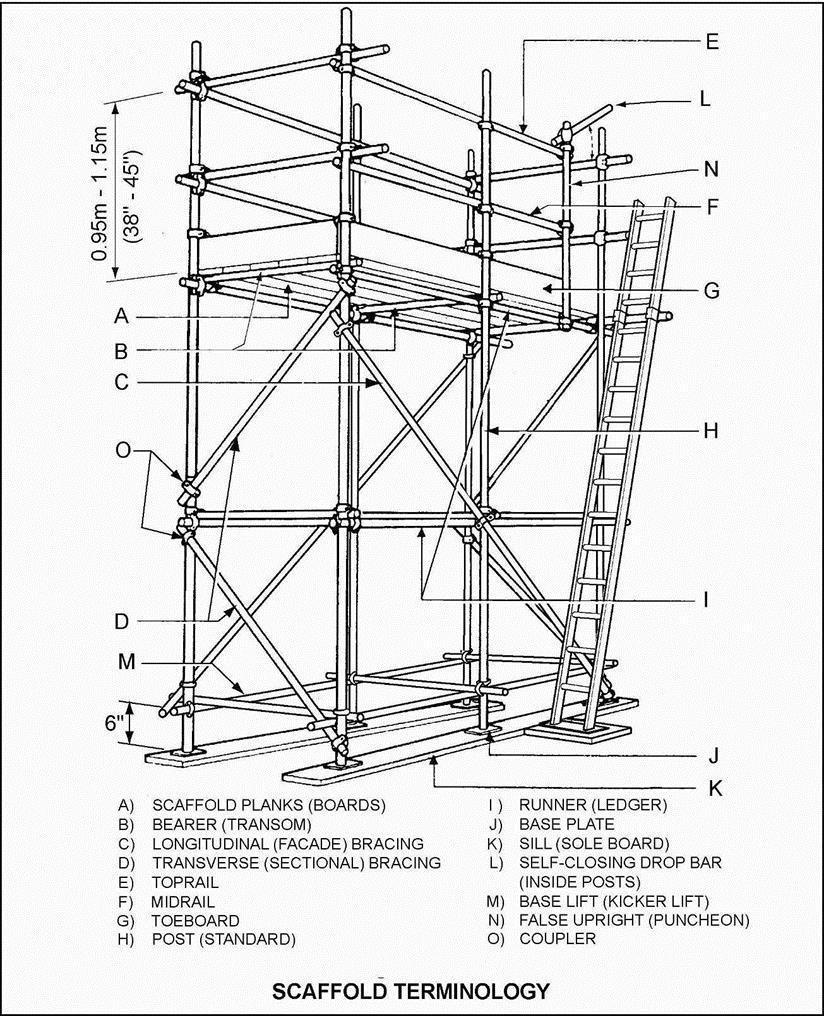 E
L
0.95m - 1.15m
(38" - 45")
N
F
A
G
B
C
H
O
I
D
M
6"
J
K
A) SCAFFOLD PLANKS (BOARDS)
B) BEARER (TRANSOM)
C) LONGITUDINAL (FACADE) BRACING
D) TRANSVERSE (SECTIONAL) BRACING
E) TOPRAIL
F) MIDRAIL
G) TOEBOARD
H) POST (STANDARD)
I ) RUNNER (LEDGER)
J) BASE PLATE
K) SILL (SOLE BOARD)
L) SELF-CLOSING DROP BAR
(INSIDE POSTS)
M) BASE LIFT (KICKER LIFT)
N) FALSE UPRIGHT (PUNCHEON)
O) COUPLER
SCAFFOLD TERMINOLOGY